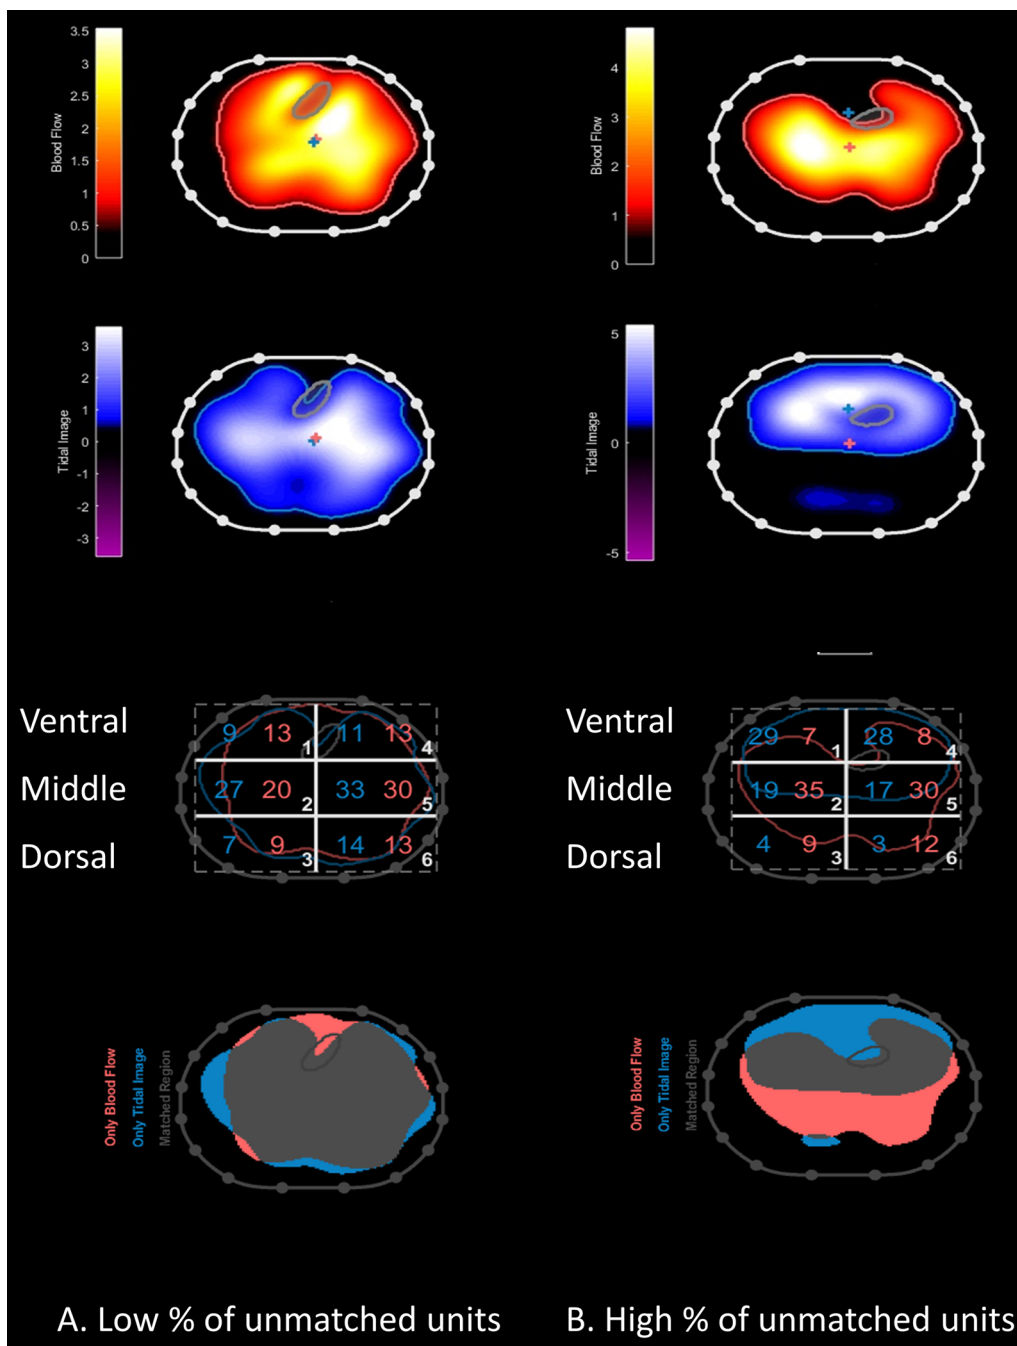 3.5
3
2.5
2
1.5
1
0.5
0
Blood Flow
4
3
2
1
0
Blood Flow
3
2
1
0
-1
-2
-3
Tidal Image
5
0
-5
Tidal Image
Ventral
9 13 1 11 13 4
Middle
27 20 2 33 30 5
Dorsal
7 9 3 14 13 6
Ventral
29 7 1 28 8 4
Middle
19 35 2 17 30 5
Dorsal
4 9 3 3 12 6
Only Blood Flow
Only Tidal Image
Matched Region
Only Blood Flow
Only Tidal Image
Matched Region
A. Low % of unmatched units
B. High % of unmatched units